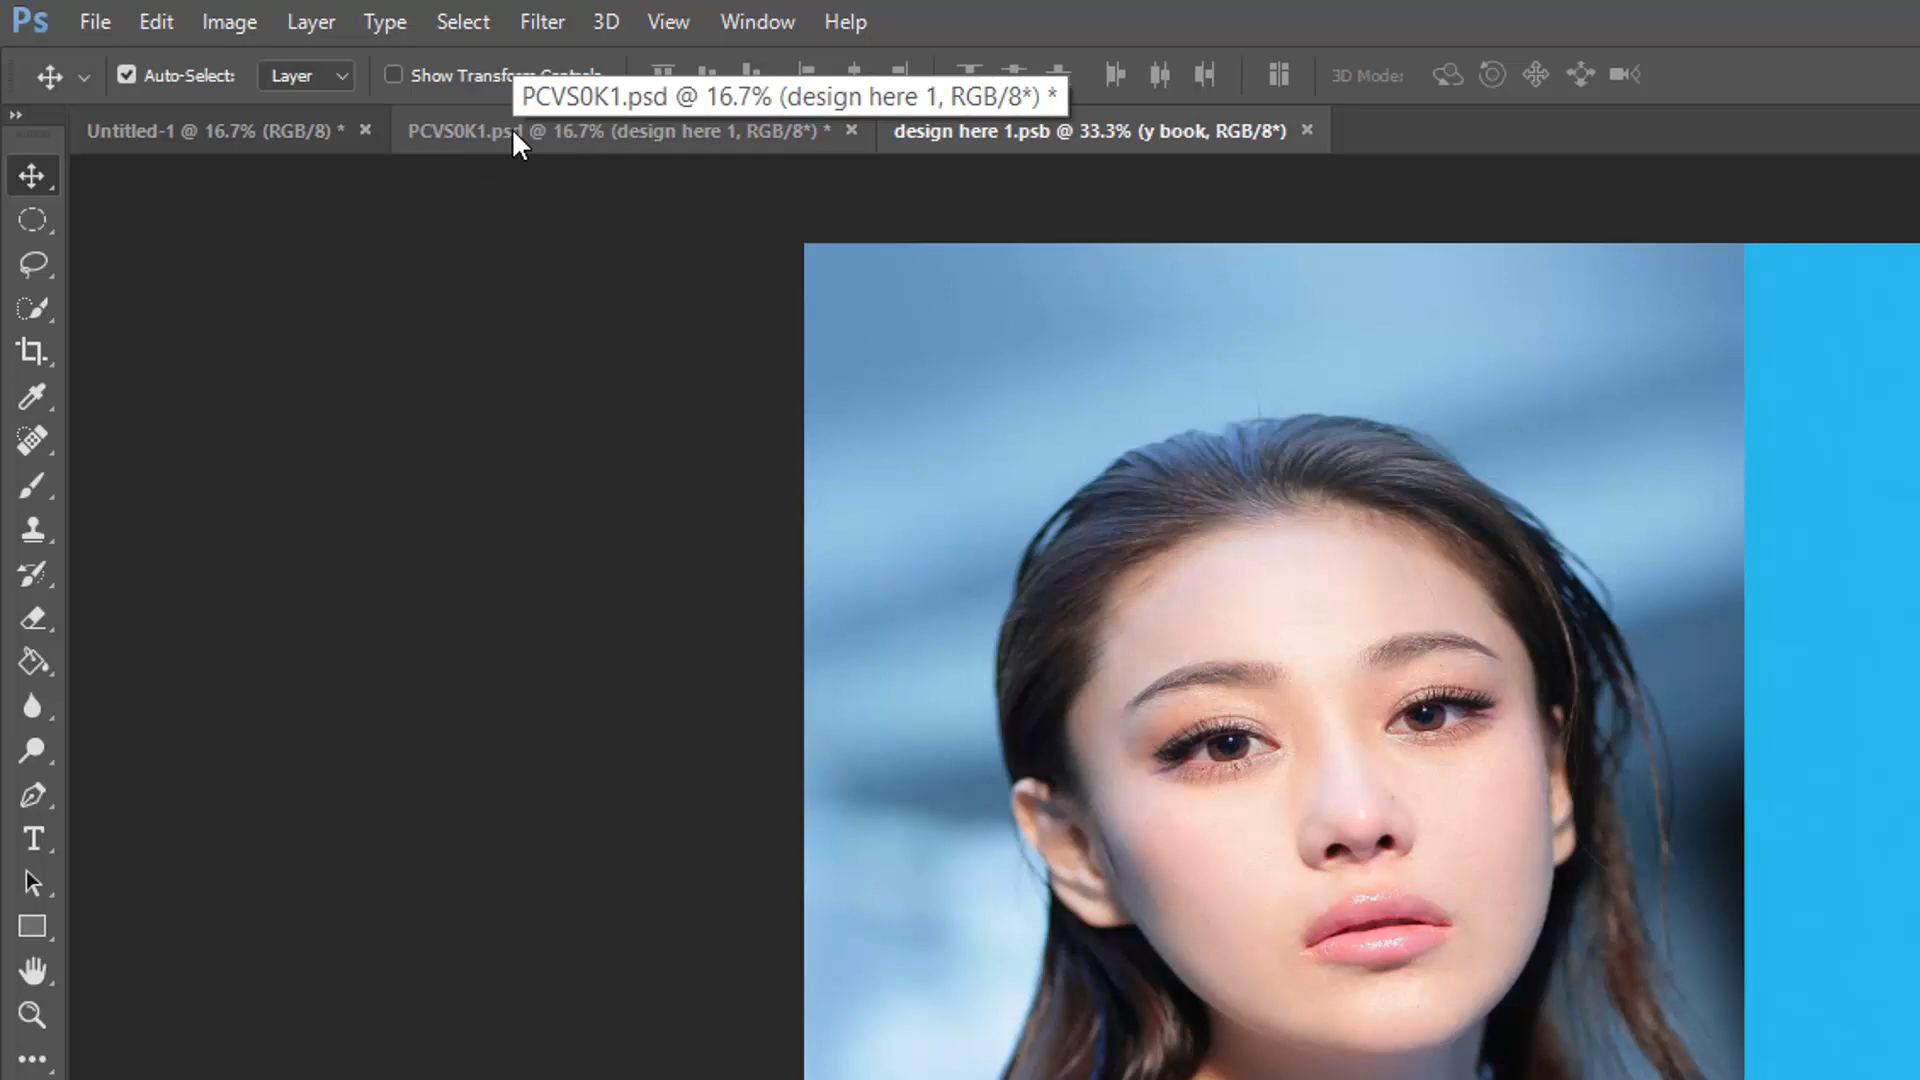 Ps File Edit Image Layer Type Select Filter 3D View Window Help
Auto-Select: Layer Show Transform Controls 3D Mode:
PCVS0K1.psd @ 16.7% (design here 1, RGB/8*) *
Untitled-1 @ 16.7% (RGB/8) * PCVS0K1.psd @ 16.7% (design here 1, RGB/8*) * design here 1.psb @ 33.3% (y book, RGB/8*)